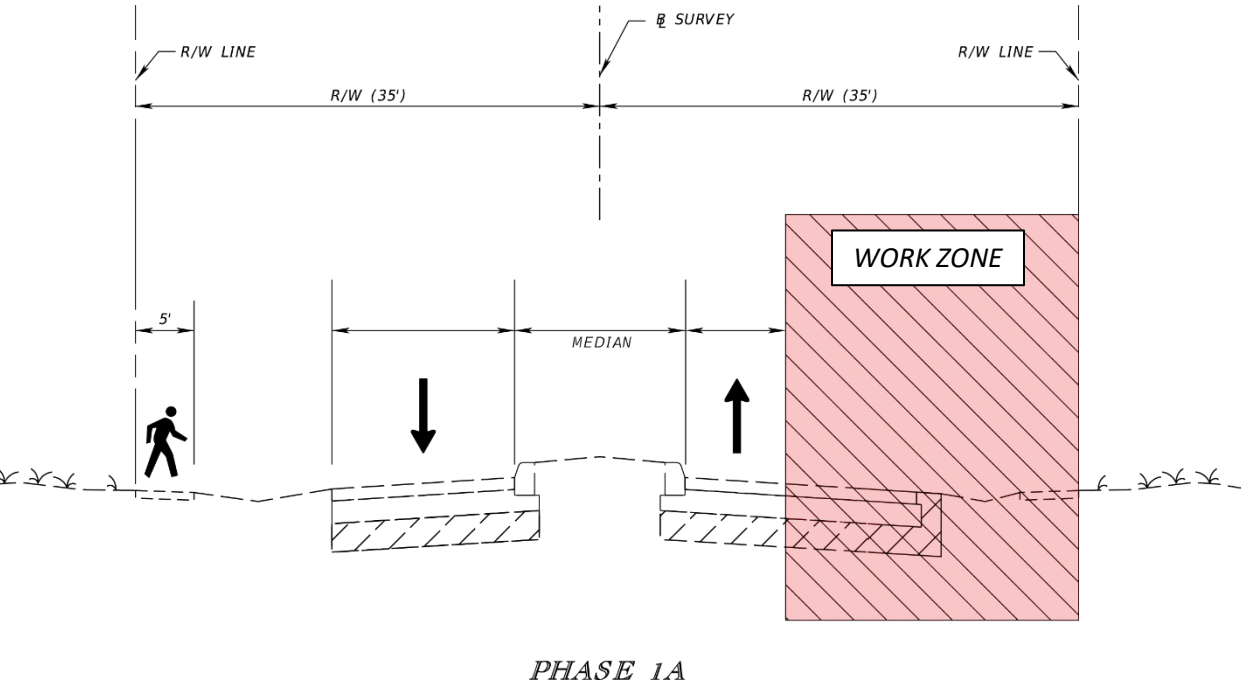 ℄ SURVEY
R/W LINE
R/W LINE
R/W (35')
R/W (35')
WORK ZONE
5'
MEDIAN
PHASE 1A